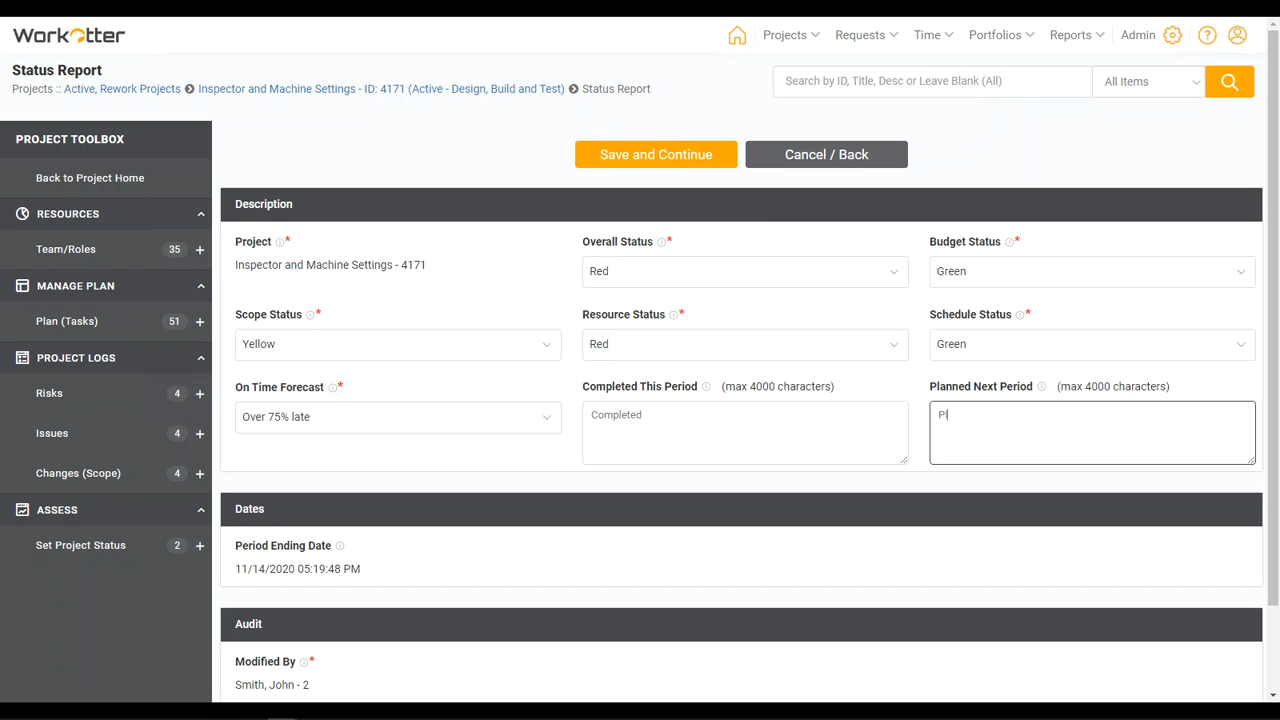 Workotter
Projects Requests Time Portfolios Reports Admin
Status Report
Projects :: Active, Rework Projects Inspector and Machine Settings - ID: 4171 (Active - Design, Build and Test) Status Report
Search by ID, Title, Desc or Leave Blank (All) All Items
PROJECT TOOLBOX
Back to Project Home
RESOURCES
Team/Roles 35 +
MANAGE PLAN
Plan (Tasks) 51 +
PROJECT LOGS
Risks 4 +
Issues 4 +
Changes (Scope) 4 +
ASSESS
Set Project Status 2 +
Save and Continue Cancel / Back
Description
Project * Overall Status * Budget Status *
Inspector and Machine Settings - 4171 Red Green
Scope Status * Resource Status * Schedule Status *
Yellow Red Green
On Time Forecast * Completed This Period (max 4000 characters) Planned Next Period (max 4000 characters)
Over 75% late Completed Pl
Dates
Period Ending Date
11/14/2020 05:19:48 PM
Audit
Modified By *
Smith, John - 2